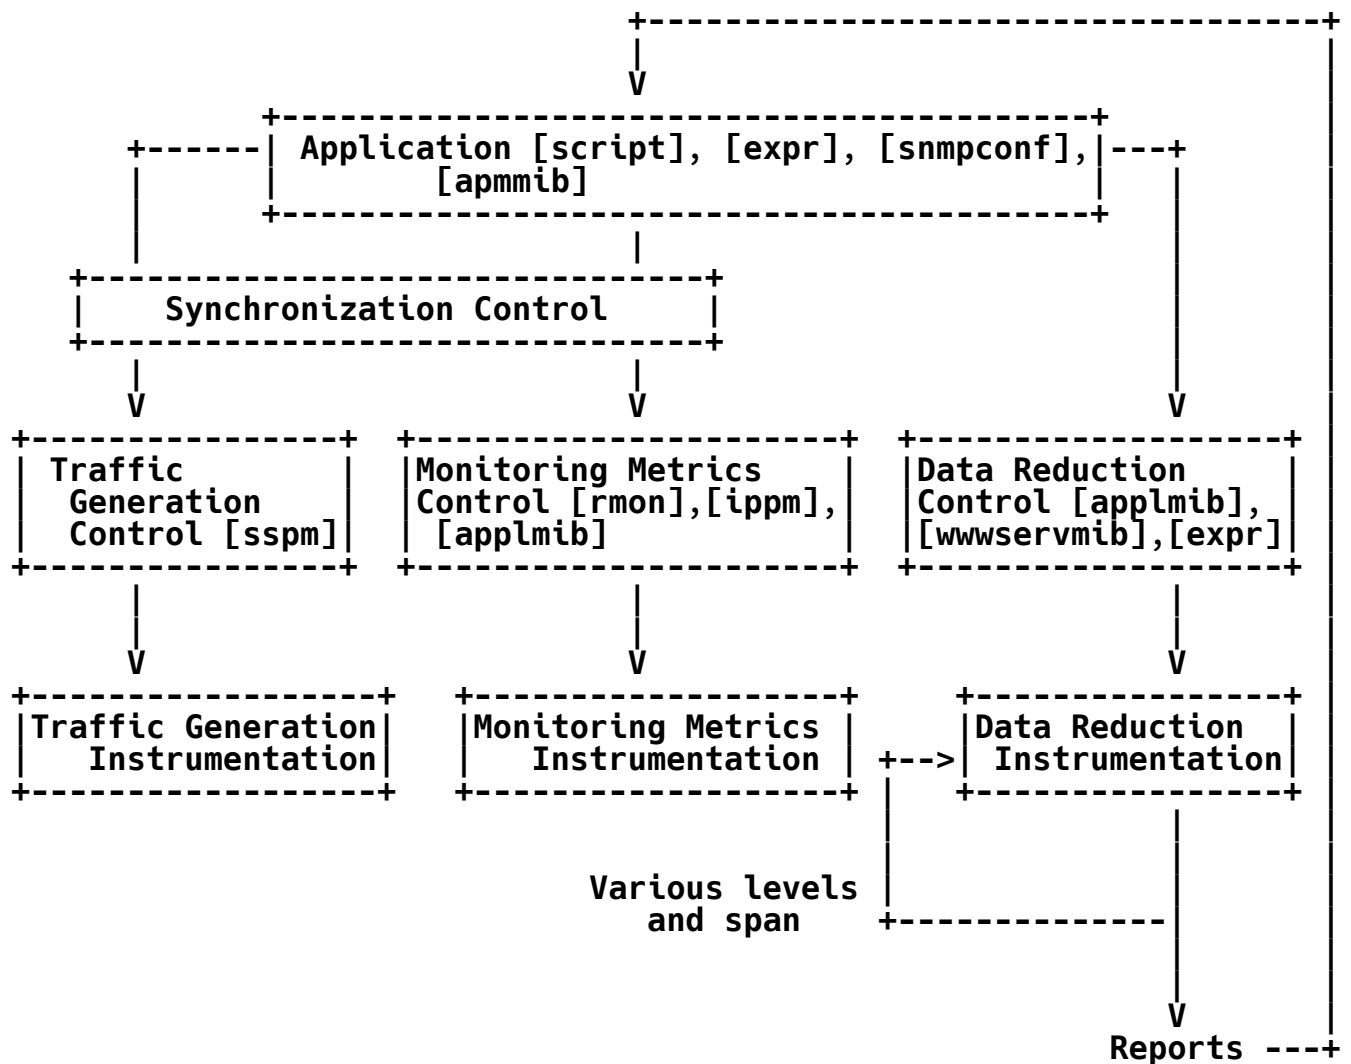 Application [script], [expr], [snmpconf],
[apmmib]
Synchronization Control
Traffic
Generation
Control [sspm]
Monitoring Metrics
Control [rmon],[ippm],
[applmib]
Data Reduction
Control [applmib],
[wwwservmib],[expr]
Traffic Generation
Instrumentation
Monitoring Metrics
Instrumentation
Data Reduction
Instrumentation
Various levels
and span
Reports